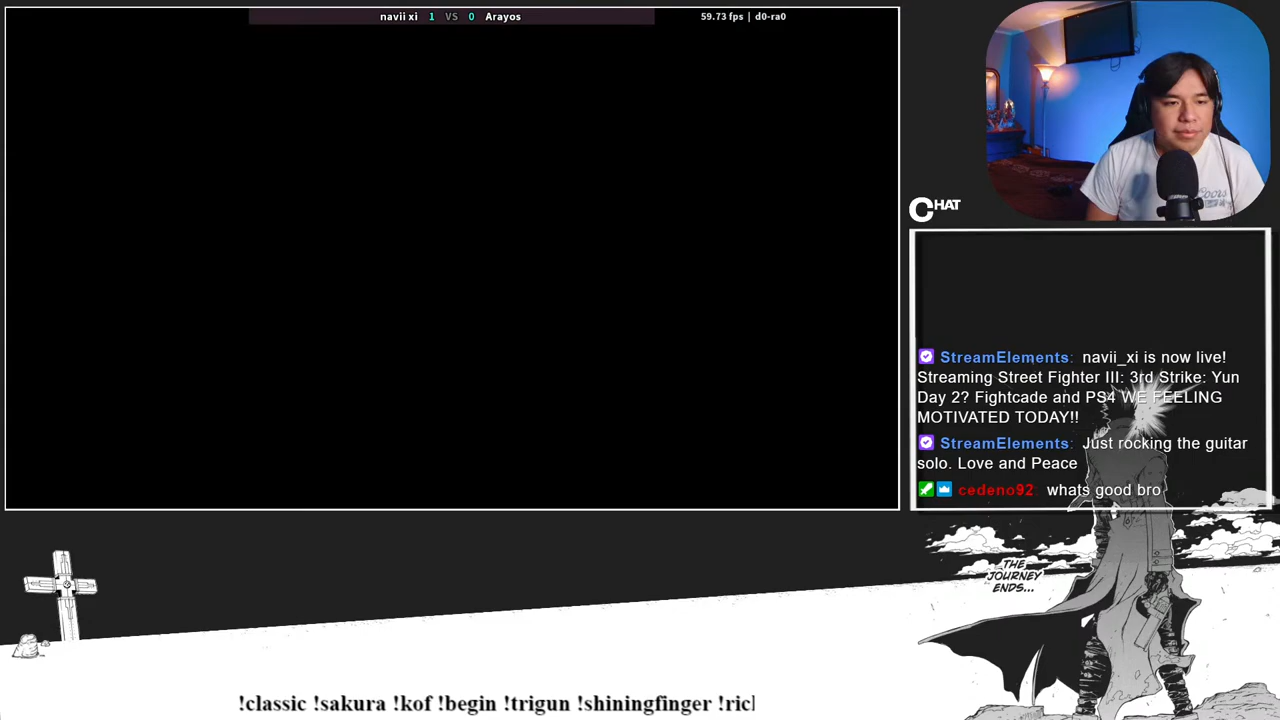 navii xi 1 VS 0 Arayos
59.73 fps | d0-ra0
CHAT
StreamElements: navii_xi is now live!
Streaming Street Fighter III: 3rd Strike: Yun
Day 2? Fightcade and PS4 WE FEELING
MOTIVATED TODAY!!
StreamElements: Just rocking the guitar
solo. Love and Peace
cedeno92: whats good bro
THE
JOURNEY
ENDS...
!classic !sakura !kof !begin !trigun !shiningfinger